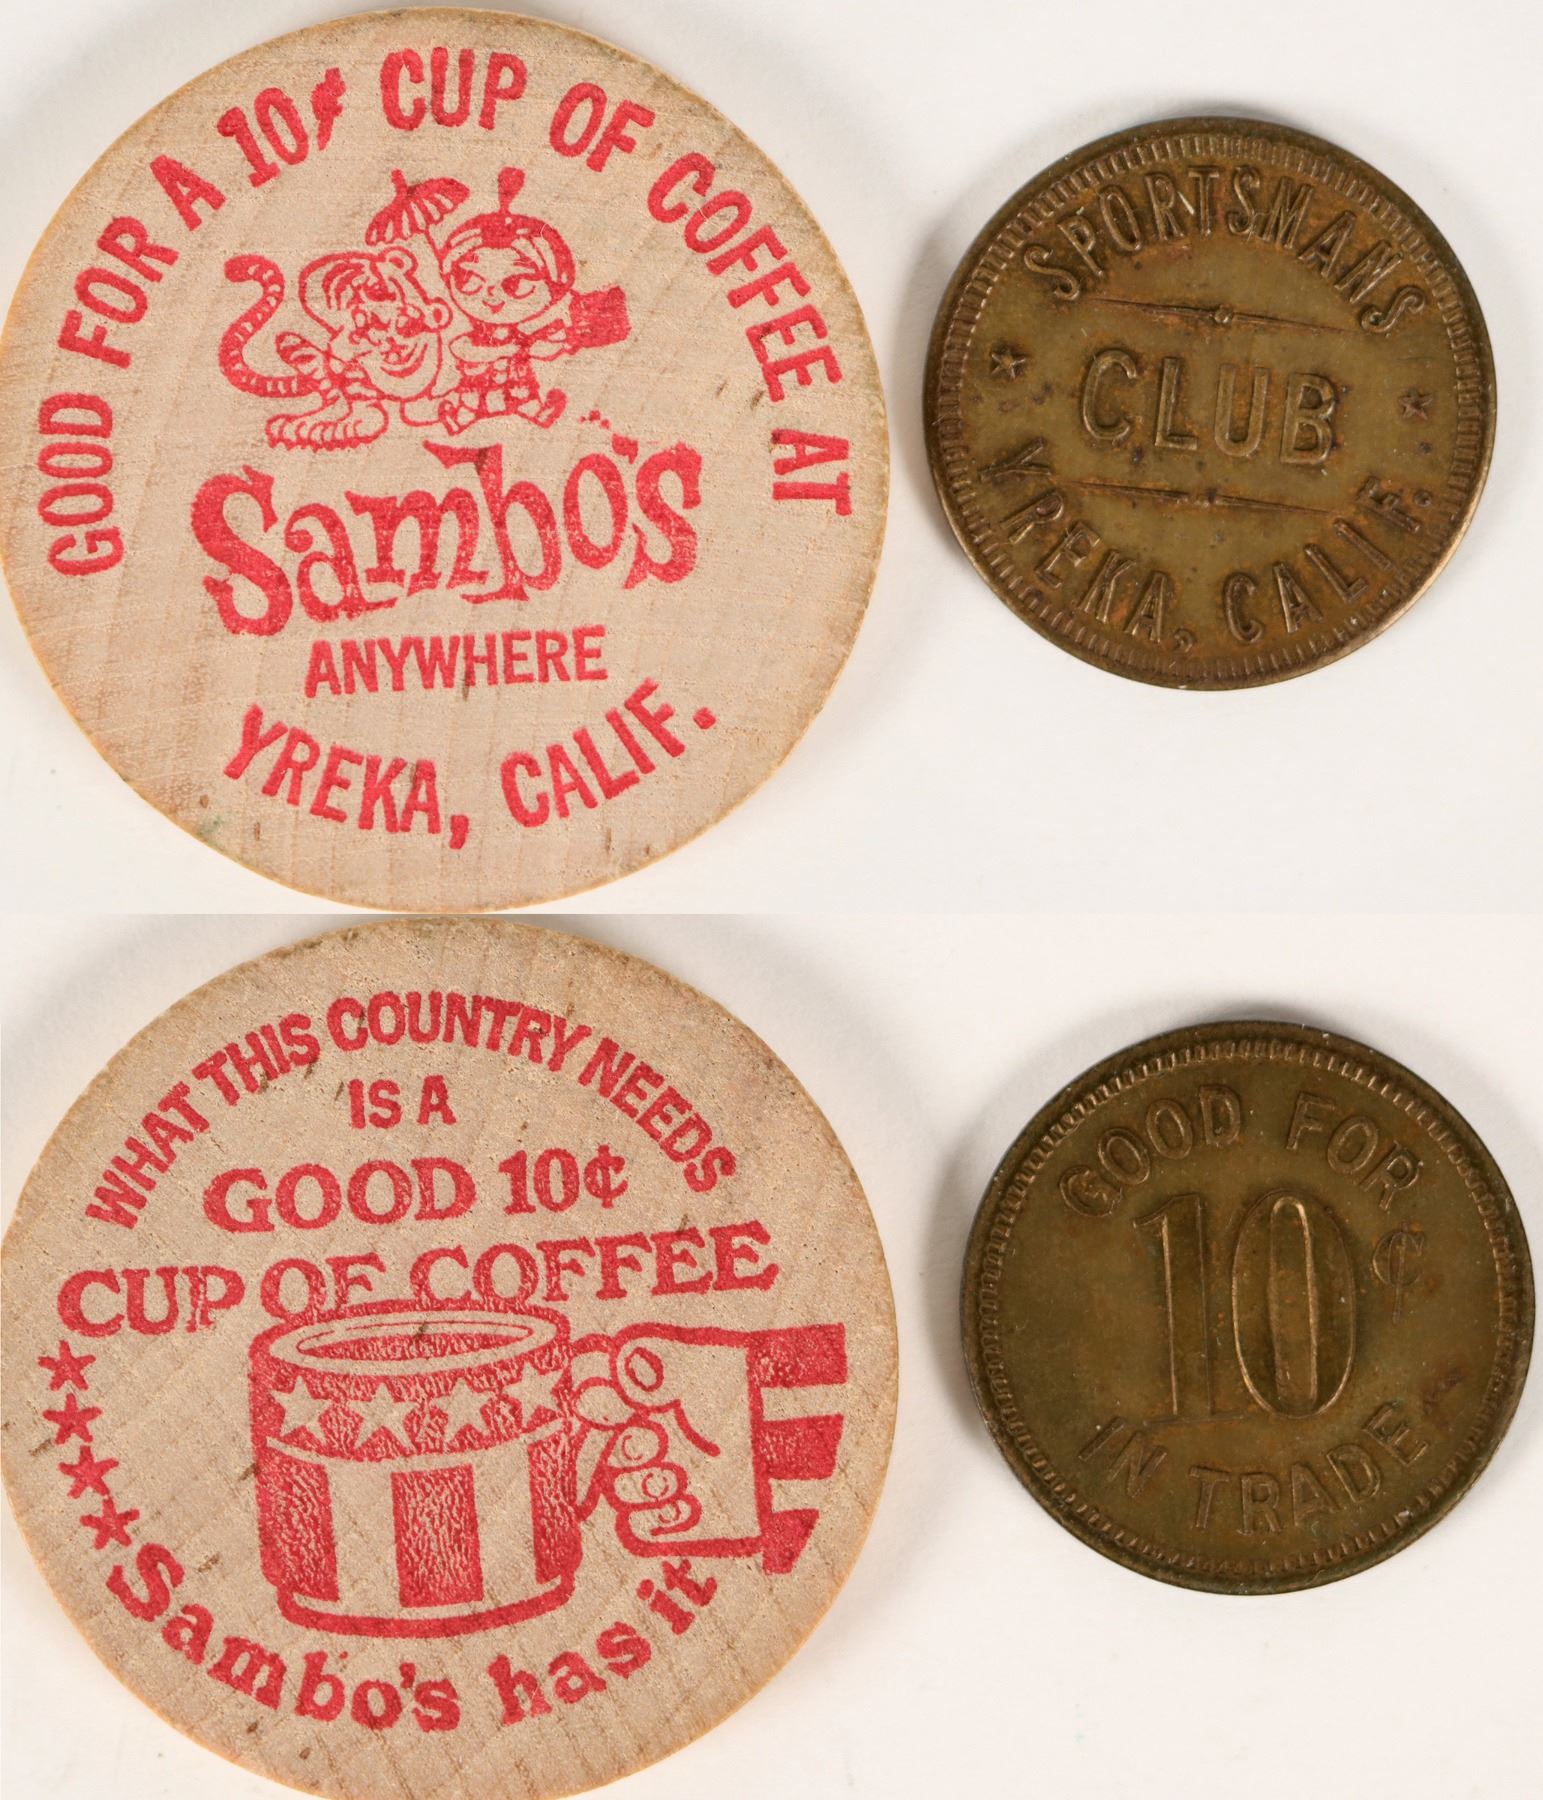 GOOD FOR A 10¢ CUP OF COFFEE AT
Sambo's
ANYWHERE
YREKA, CALIF.
SPORTSMANS
CLUB
YREKA, CALIF.
WHAT THIS COUNTRY NEEDS
IS A
GOOD 10¢
CUP OF COFFEE
Sambo's has it
GOOD FOR
10¢
IN TRADE